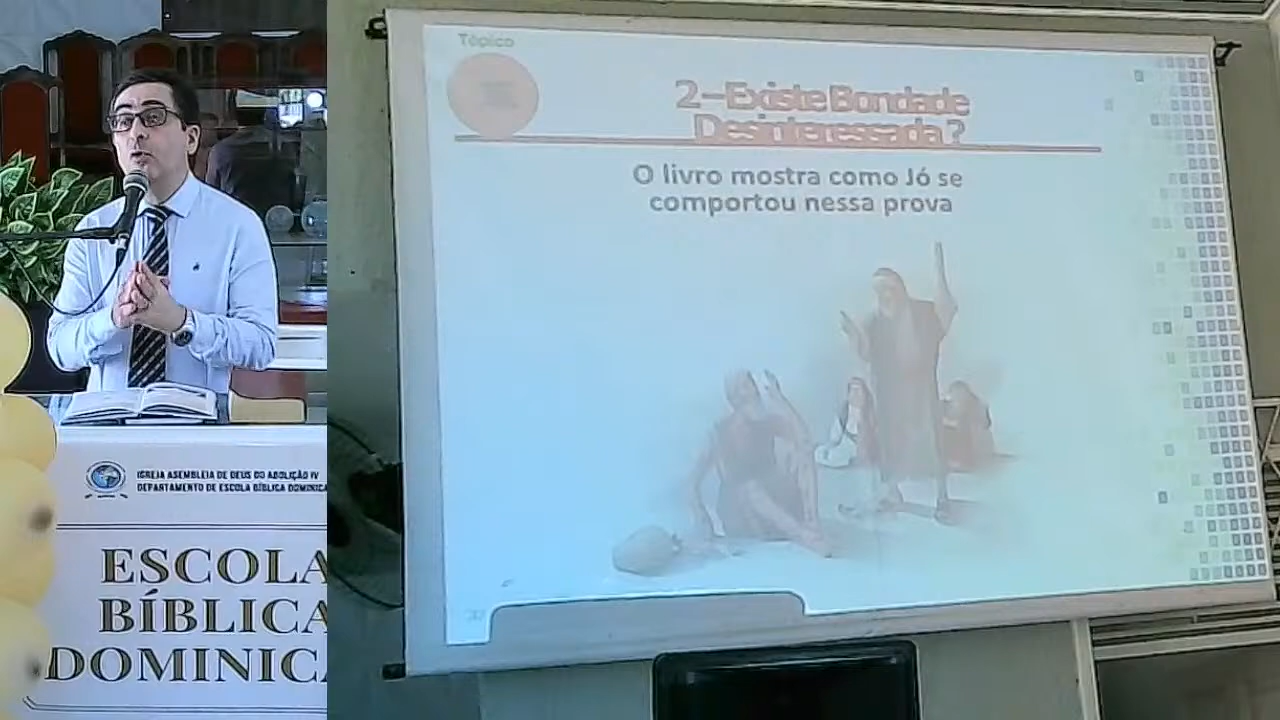 IGREJA ASEMBLEIA DE DEUS DO ABOLIÇÃO IV
DEPARTAMENTO DE ESCOLA BÍBLICA DOMINICA
ESCOLA
BÍBLICA
DOMINICA
Tópico
2–Existe Bondade
Desinteressada?
O livro mostra como Jó se
comportou nessa prova